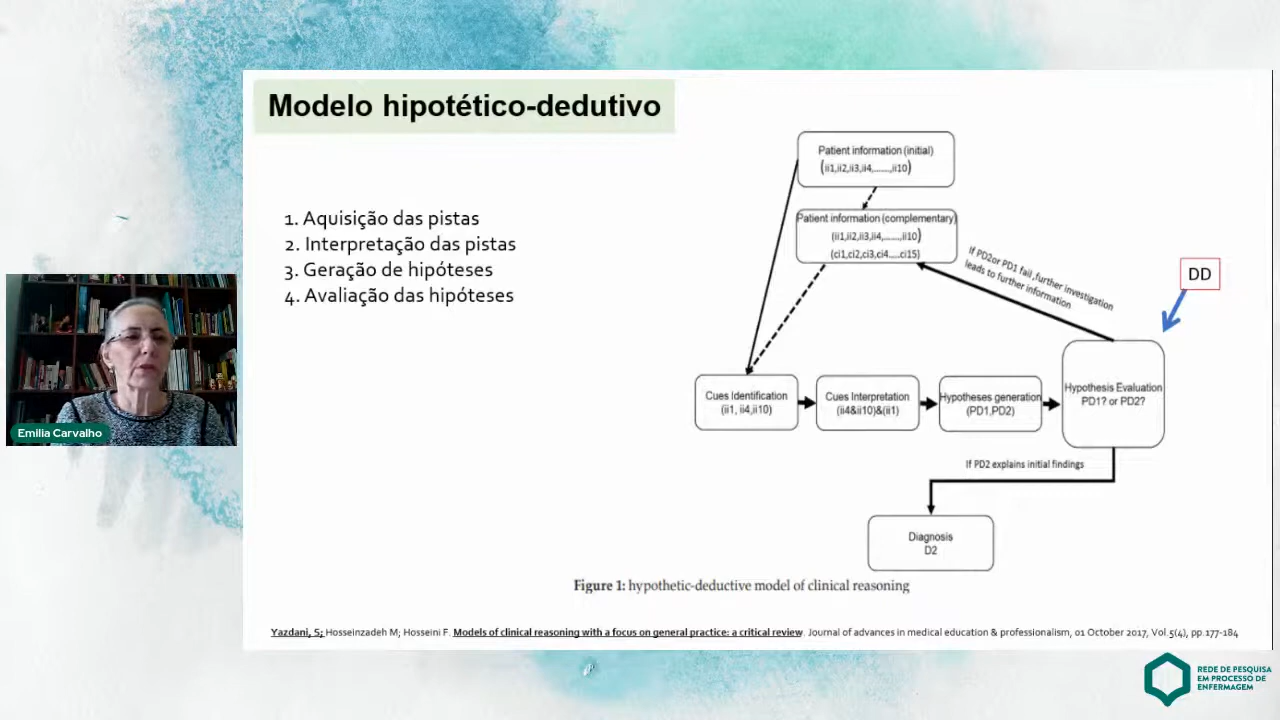 Modelo hipotético-dedutivo
1. Aquisição das pistas
2. Interpretação das pistas
3. Geração de hipóteses
4. Avaliação das hipóteses
Patient information (initial)
(ii1,ii2,ii3,ii4,......,ii10)
Patient information (complementary)
(ii1,ii2,ii3,ii4,......,ii10)
(ci1,ci2,ci3,ci4.....ci15)
If PD2or PD1 fail,further investigation
leads to further information
DD
Cues Identification
(ii1, ii4,ii10)
Cues Interpretation
(ii4&ii10)&(ii1)
Hypotheses generation
(PD1,PD2)
Hypothesis Evaluation
PD1? or PD2?
If PD2 explains initial findings
Diagnosis
D2
Figure 1: hypothetic-deductive model of clinical reasoning
Yazdani, S; Hosseinzadeh M; Hosseini F. Models of clinical reasoning with a focus on general practice: a critical review. Journal of advances in medical education & professionalism, 01 October 2017, Vol.5(4), pp.177-184
Emilia Carvalho
REDE DE PESQUISA
EM PROCESSO DE
ENFERMAGEM